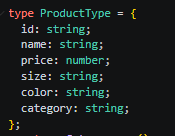 type ProductType = {
id: string;
name: string;
price: number;
size: string;
color: string;
category: string;
};